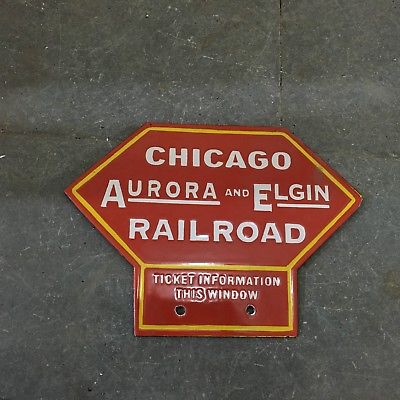 CHICAGO
AURORA AND ELGIN
RAILROAD
TICKET INFORMATION
THIS WINDOW